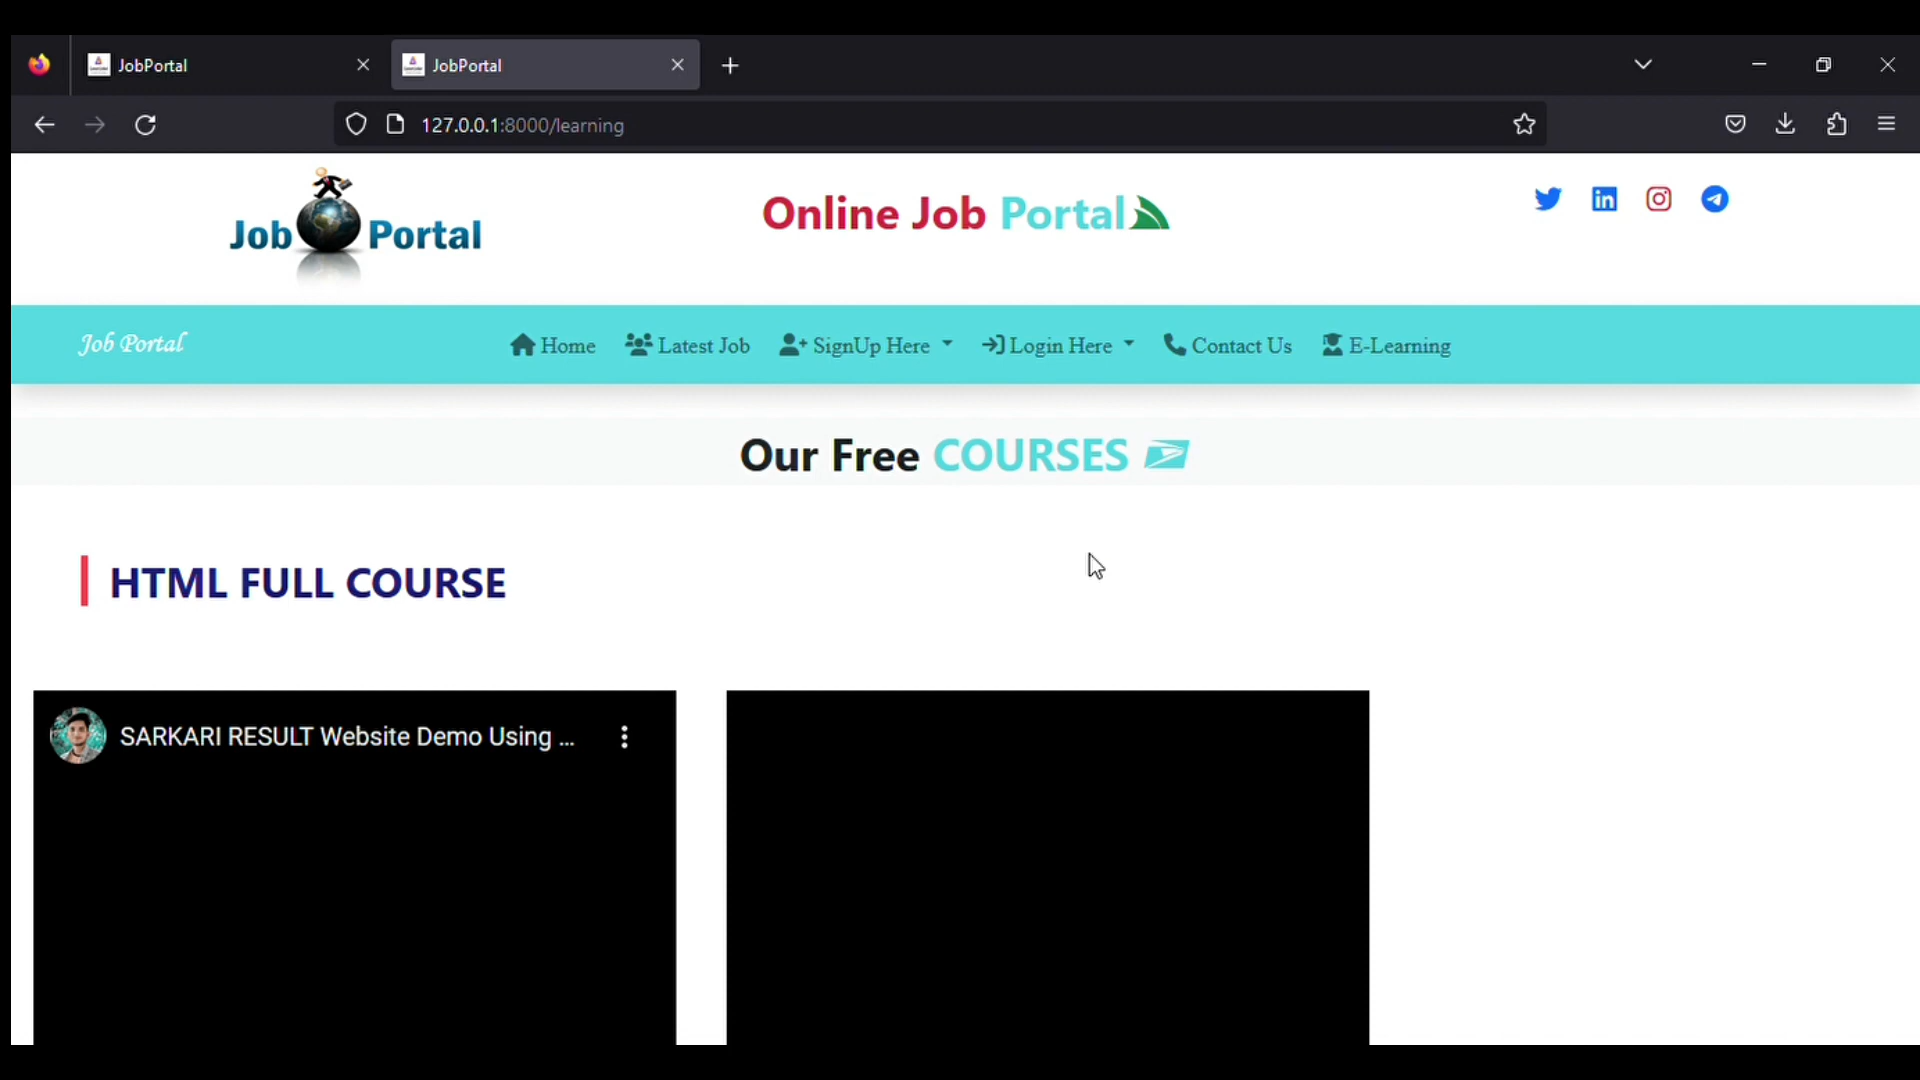 JobPortal
JobPortal
127.0.0.1:8000/learning
Job Portal
Online Job Portal
Job Portal
Home
Latest Job
SignUp Here
Login Here
Contact Us
E-Learning
Our Free COURSES
HTML FULL COURSE
SARKARI RESULT Website Demo Using ...